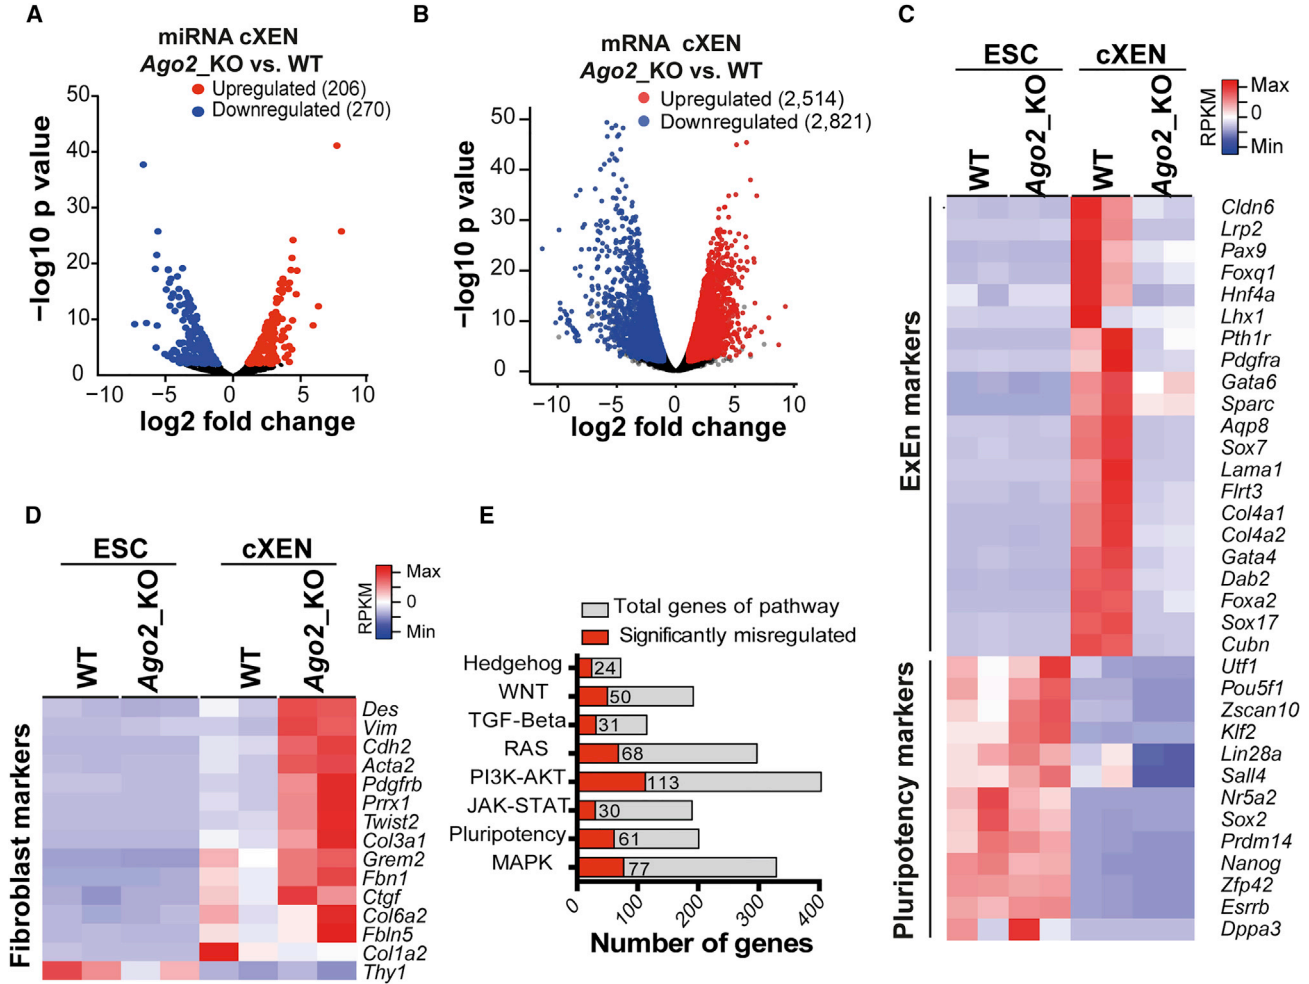 A
miRNA cXEN
Ago2_KO vs. WT
Upregulated (206)
Downregulated (270)
−log10 p value
50
40
30
20
10
0
−10
−5
0
5
10
log2 fold change
B
mRNA cXEN
Ago2_KO vs. WT
Upregulated (2,514)
Downregulated (2,821)
−log10 p value
50
40
30
20
10
0
−10
−5
0
5
10
log2 fold change
C
ESC
cXEN
WT
Ago2_KO
WT
Ago2_KO
RPKM
Max
0
Min
ExEn markers
Cldn6
Lrp2
Pax9
Foxq1
Hnf4a
Lhx1
Pth1r
Pdgfra
Gata6
Sparc
Aqp8
Sox7
Lama1
Flrt3
Col4a1
Col4a2
Gata4
Dab2
Foxa2
Sox17
Cubn
Pluripotency markers
Utf1
Pou5f1
Zscan10
Klf2
Lin28a
Sall4
Nr5a2
Sox2
Prdm14
Nanog
Zfp42
Esrrb
Dppa3
D
ESC
cXEN
WT
Ago2_KO
WT
Ago2_KO
RPKM
Max
0
Min
Fibroblast markers
Des
Vim
Cdh2
Acta2
Pdgfrb
Prrx1
Twist2
Col3a1
Grem2
Fbn1
Ctgf
Col6a2
Fbln5
Col1a2
Thy1
E
Total genes of pathway
Significantly misregulated
Hedgehog 24
WNT 50
TGF-Beta 31
RAS 68
PI3K-AKT 113
JAK-STAT 30
Pluripotency 61
MAPK 77
0
100
200
300
400
Number of genes